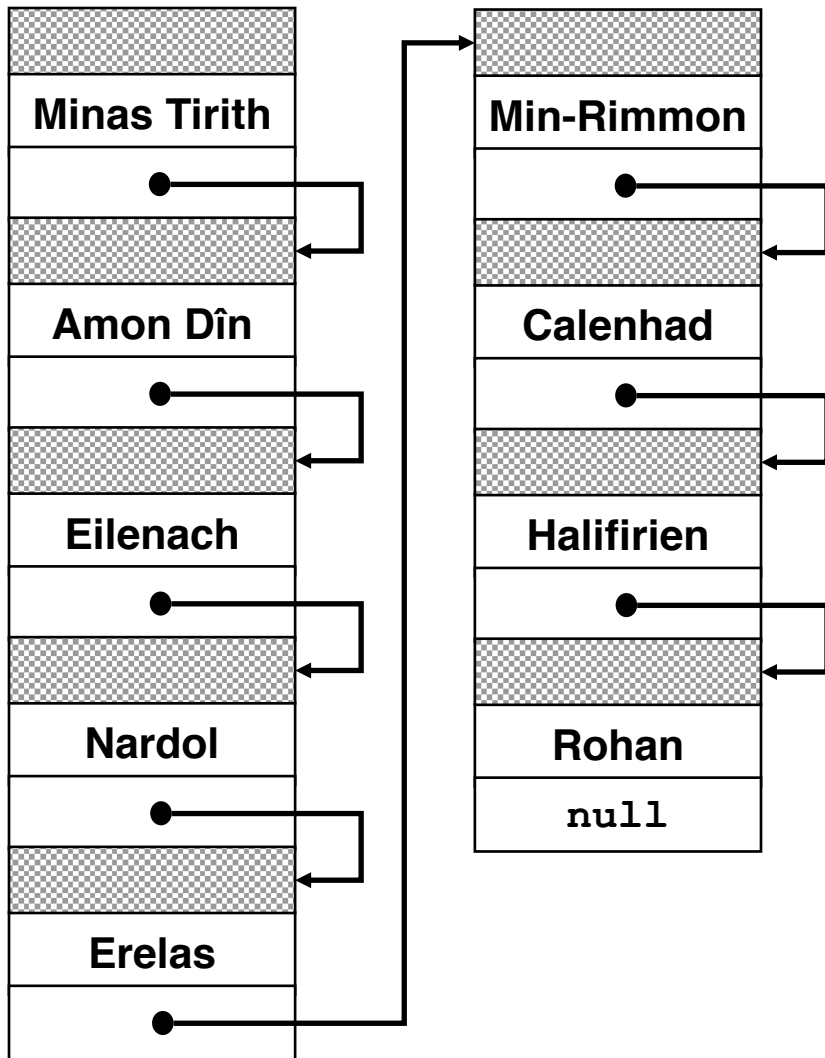 Minas Tirith
Amon Dîn
Eilenach
Nardol
Erelas
Min-Rimmon
Calenhad
Halifirien
Rohan
null